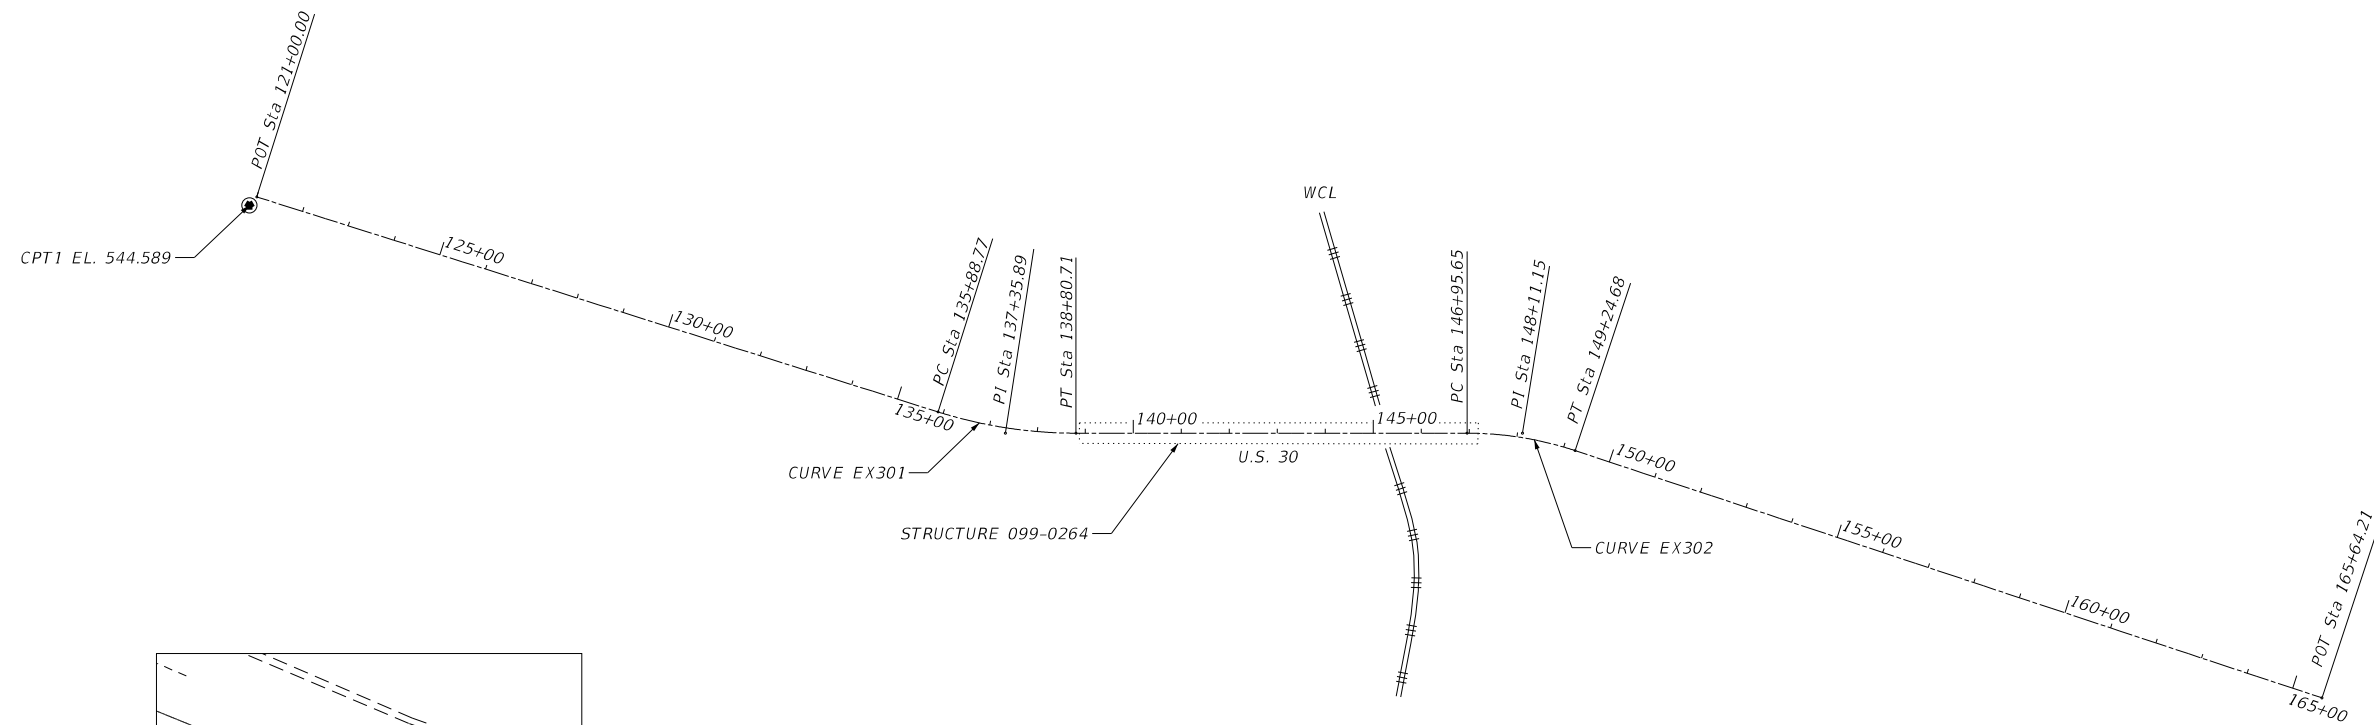 POT Sta 121+00.00
CPT1 EL. 544.589
125+00
130+00
135+00
PC Sta 135+88.77
PI Sta 137+35.89
PT Sta 138+80.71
CURVE EX301
140+00
WCL
145+00
U.S. 30
STRUCTURE 099-0264
PC Sta 146+95.65
PI Sta 148+11.15
PT Sta 149+24.68
CURVE EX302
150+00
155+00
160+00
165+00
POT Sta 165+64.21